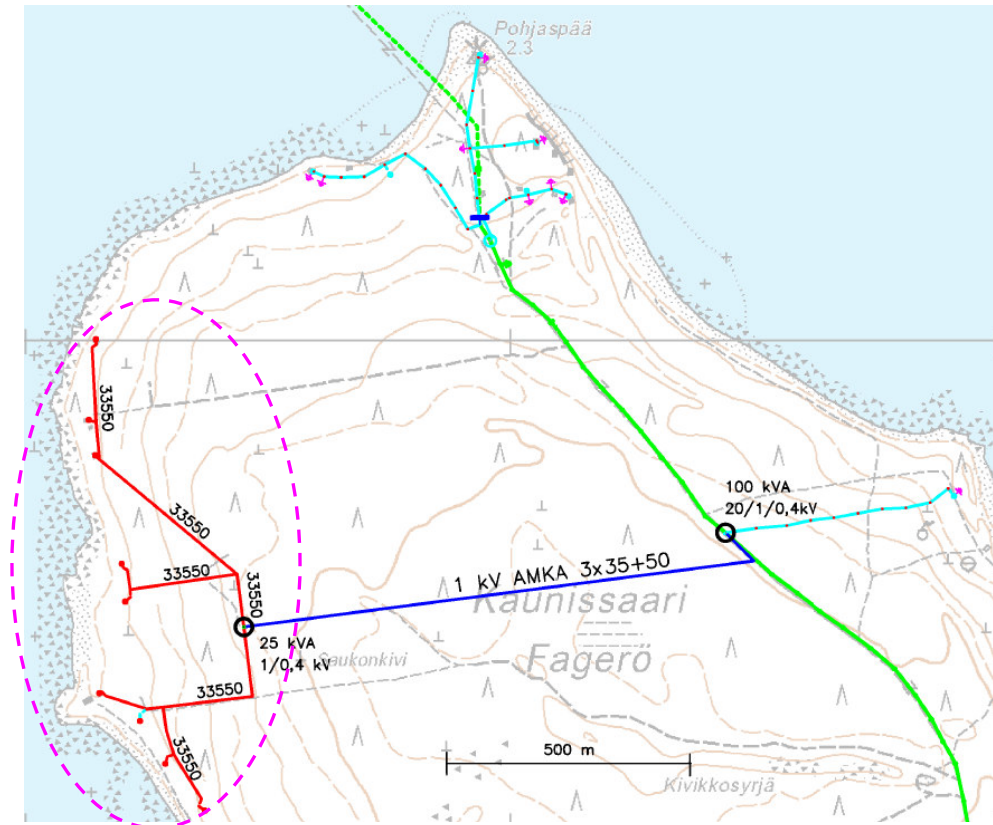 Pohjaspää
2.3
33550
33550
33550
33550
33550
33550
100 kVA
20/1/0,4kV
1 kV AMKA 3x35+50
Kaunissaari
Fagerö
25 kVA
1/0,4 kV
Saukonkivi
500 m
Kivikkosyrjä